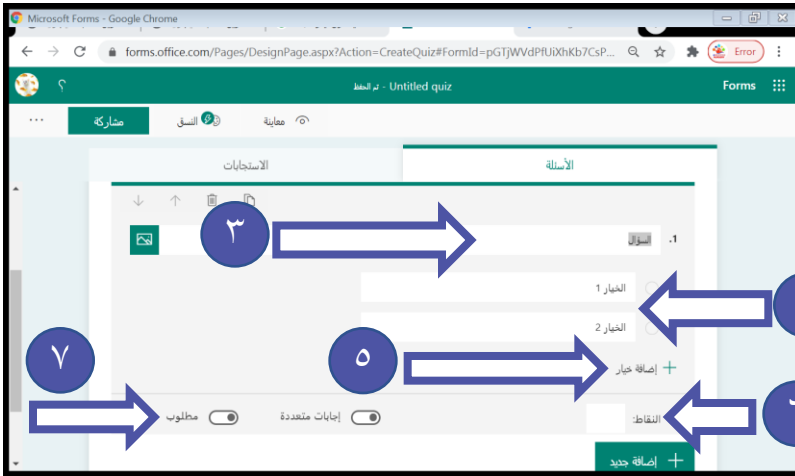 Microsoft Forms - Google Chrome
forms.office.com/Pages/DesignPage.aspx?Action=CreateQuiz#FormId=pGTjWVdPfUiXhKb7CsP...
Error
Forms
Untitled quiz - تم الحفظ
؟
معاينة
النسق
مشاركة
...
الأسئلة
الاستجابات
٣
1. السؤال
الخيار 1
الخيار 2
٥
إضافة خيار
٧
النقاط:
إجابات متعددة
مطلوب
إضافة جديد